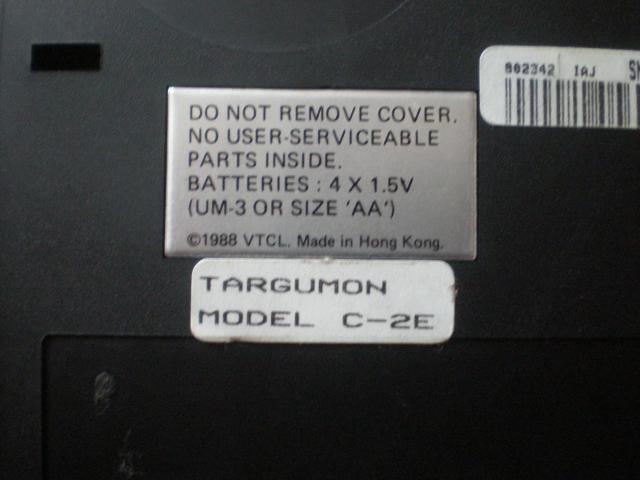 802342 1AJ
DO NOT REMOVE COVER.
NO USER-SERVICEABLE
PARTS INSIDE.
BATTERIES : 4 X 1.5V
(UM-3 OR SIZE 'AA')
©1988 VTCL. Made in Hong Kong.
TARGUMON
MODEL C-2E